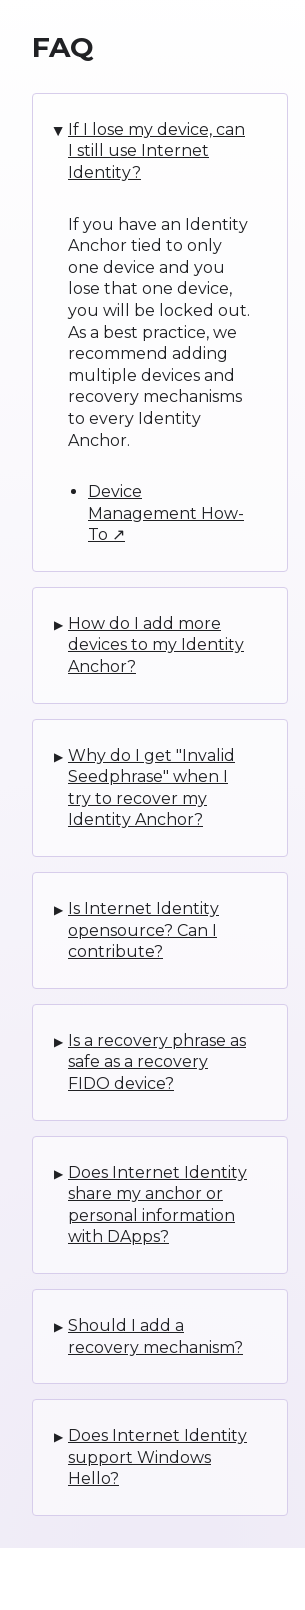 FAQ
▼ If I lose my device, can
I still use Internet
Identity?
If you have an Identity
Anchor tied to only
one device and you
lose that one device,
you will be locked out.
As a best practice, we
recommend adding
multiple devices and
recovery mechanisms
to every Identity
Anchor.
• Device
Management How-
To ↗
▶ How do I add more
devices to my Identity
Anchor?
▶ Why do I get "Invalid
Seedphrase" when I
try to recover my
Identity Anchor?
▶ Is Internet Identity
opensource? Can I
contribute?
▶ Is a recovery phrase as
safe as a recovery
FIDO device?
▶ Does Internet Identity
share my anchor or
personal information
with DApps?
▶ Should I add a
recovery mechanism?
▶ Does Internet Identity
support Windows
Hello?